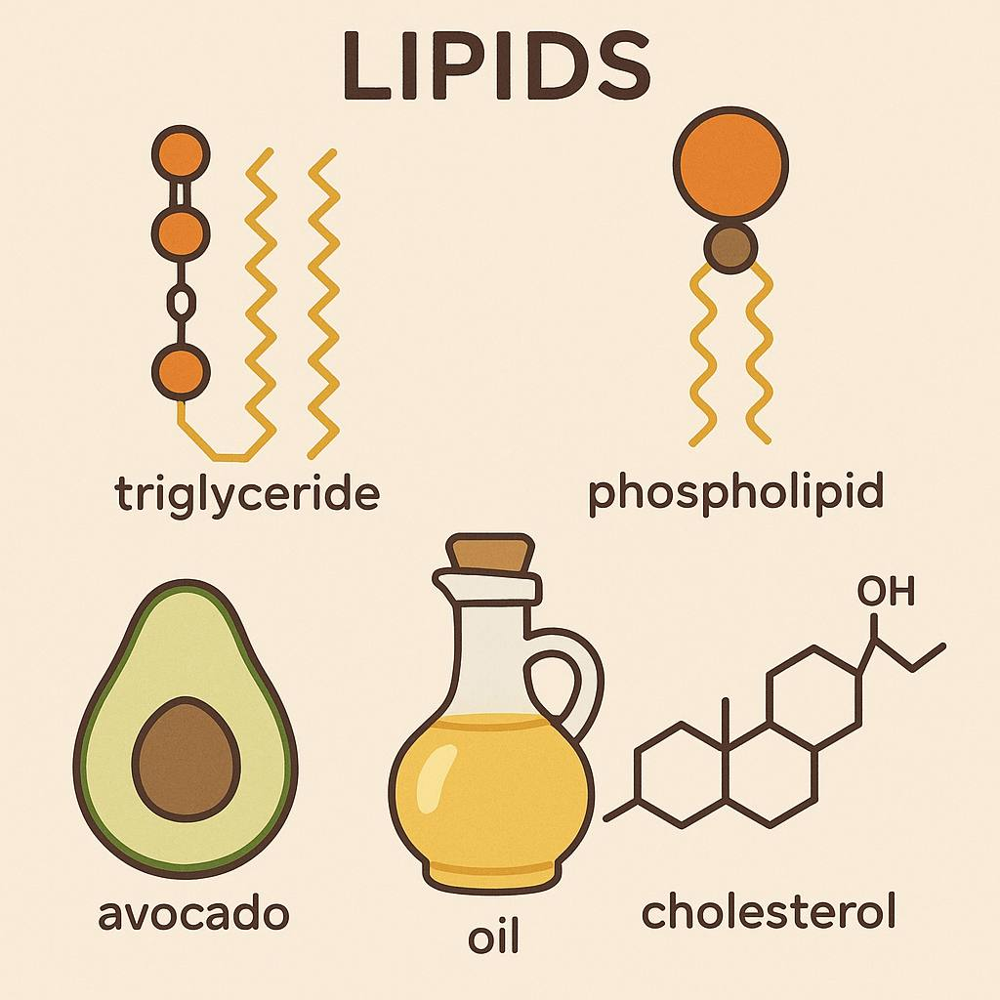 LIPIDS
triglyceride
phospholipid
OH
avocado
oil
cholesterol